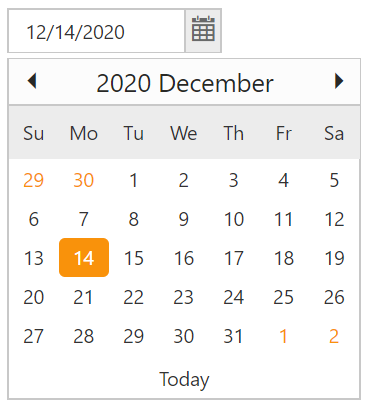 12/14/2020
2020 December
Su Mo Tu We Th Fr Sa
29 30 1 2 3 4 5
6 7 8 9 10 11 12
13 14 15 16 17 18 19
20 21 22 23 24 25 26
27 28 29 30 31 1 2
Today